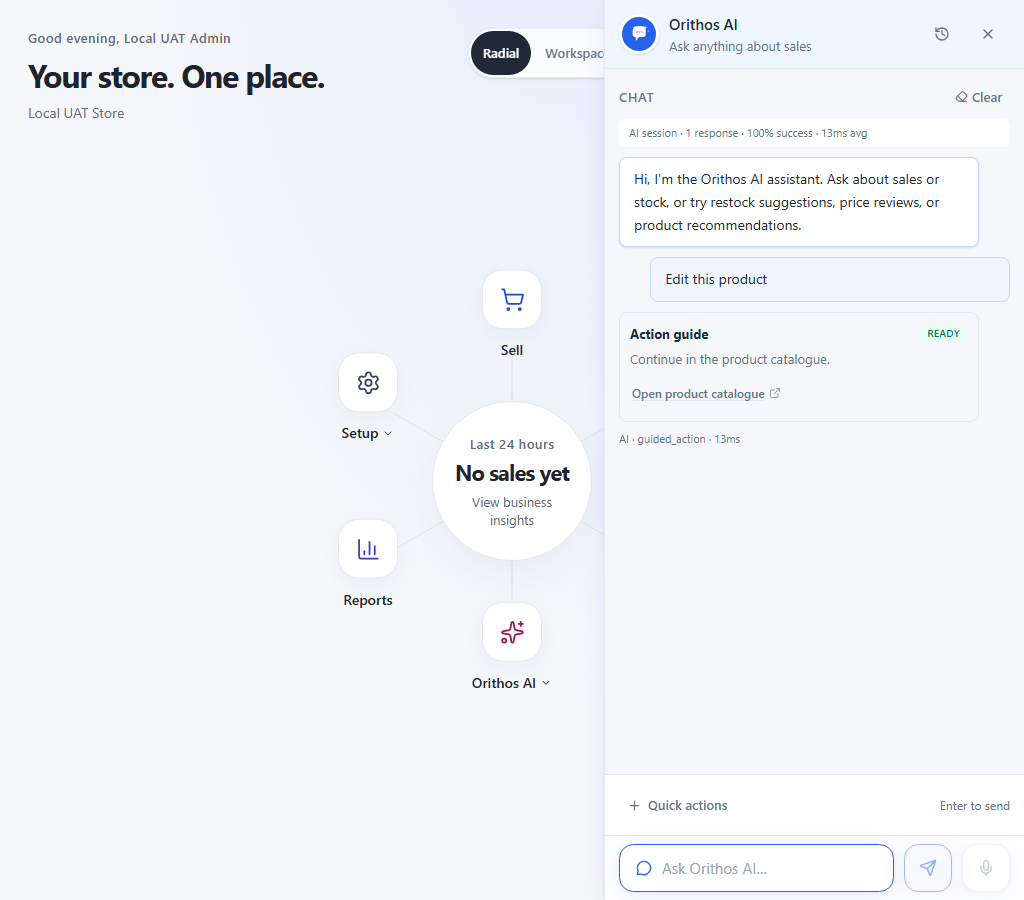 Good evening, Local UAT Admin
Your store. One place.
Local UAT Store
Radial
Workspac
Sell
Setup
Last 24 hours
No sales yet
View business
insights
Reports
Orithos AI
Orithos AI
Ask anything about sales
CHAT
Clear
AI session · 1 response · 100% success · 13ms avg
Hi, I'm the Orithos AI assistant. Ask about sales or
stock, or try restock suggestions, price reviews, or
product recommendations.
Edit this product
Action guide
READY
Continue in the product catalogue.
Open product catalogue
AI · guided_action · 13ms
Quick actions
Enter to send
Ask Orithos AI...